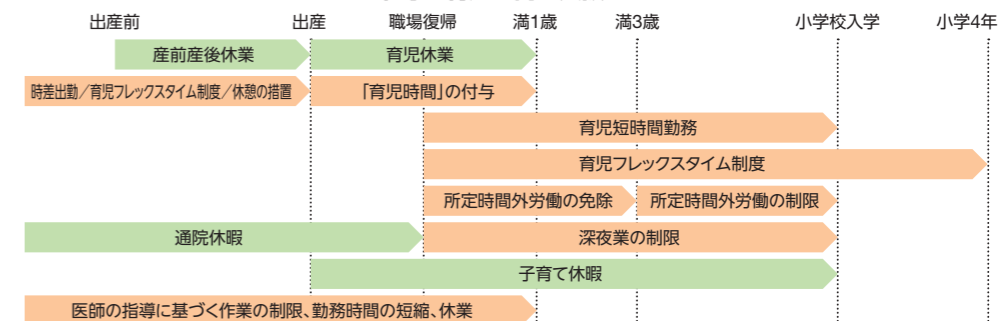 出産前 出産 職場復帰 満1歳 満3歳 小学校入学 小学4年
産前産後休業 育児休業
時差出勤／育児フレックスタイム制度／休憩の措置 「育児時間」の付与
育児短時間勤務
育児フレックスタイム制度
所定時間外労働の免除 所定時間外労働の制限
通院休暇 深夜業の制限
子育て休暇
医師の指導に基づく作業の制限、勤務時間の短縮、休業